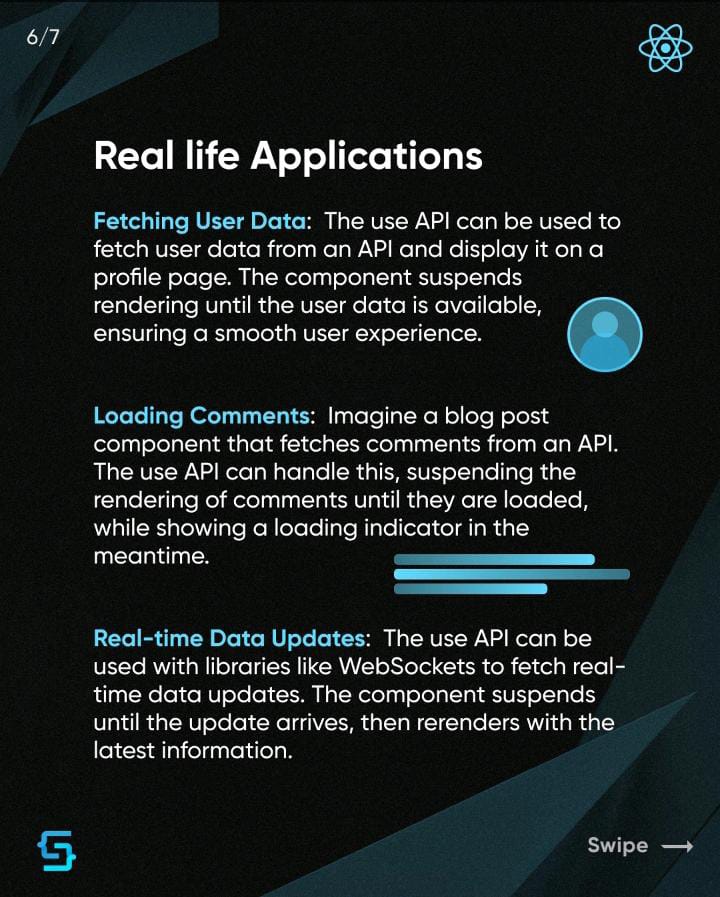 6/7
Real life Applications
Fetching User Data:  The use API can be used to
fetch user data from an API and display it on a
profile page. The component suspends
rendering until the user data is available,
ensuring a smooth user experience.
Loading Comments:  Imagine a blog post
component that fetches comments from an API.
The use API can handle this, suspending the
rendering of comments until they are loaded,
while showing a loading indicator in the
meantime.
Real-time Data Updates:  The use API can be
used with libraries like WebSockets to fetch real-
time data updates. The component suspends
until the update arrives, then rerenders with the
latest information.
Swipe